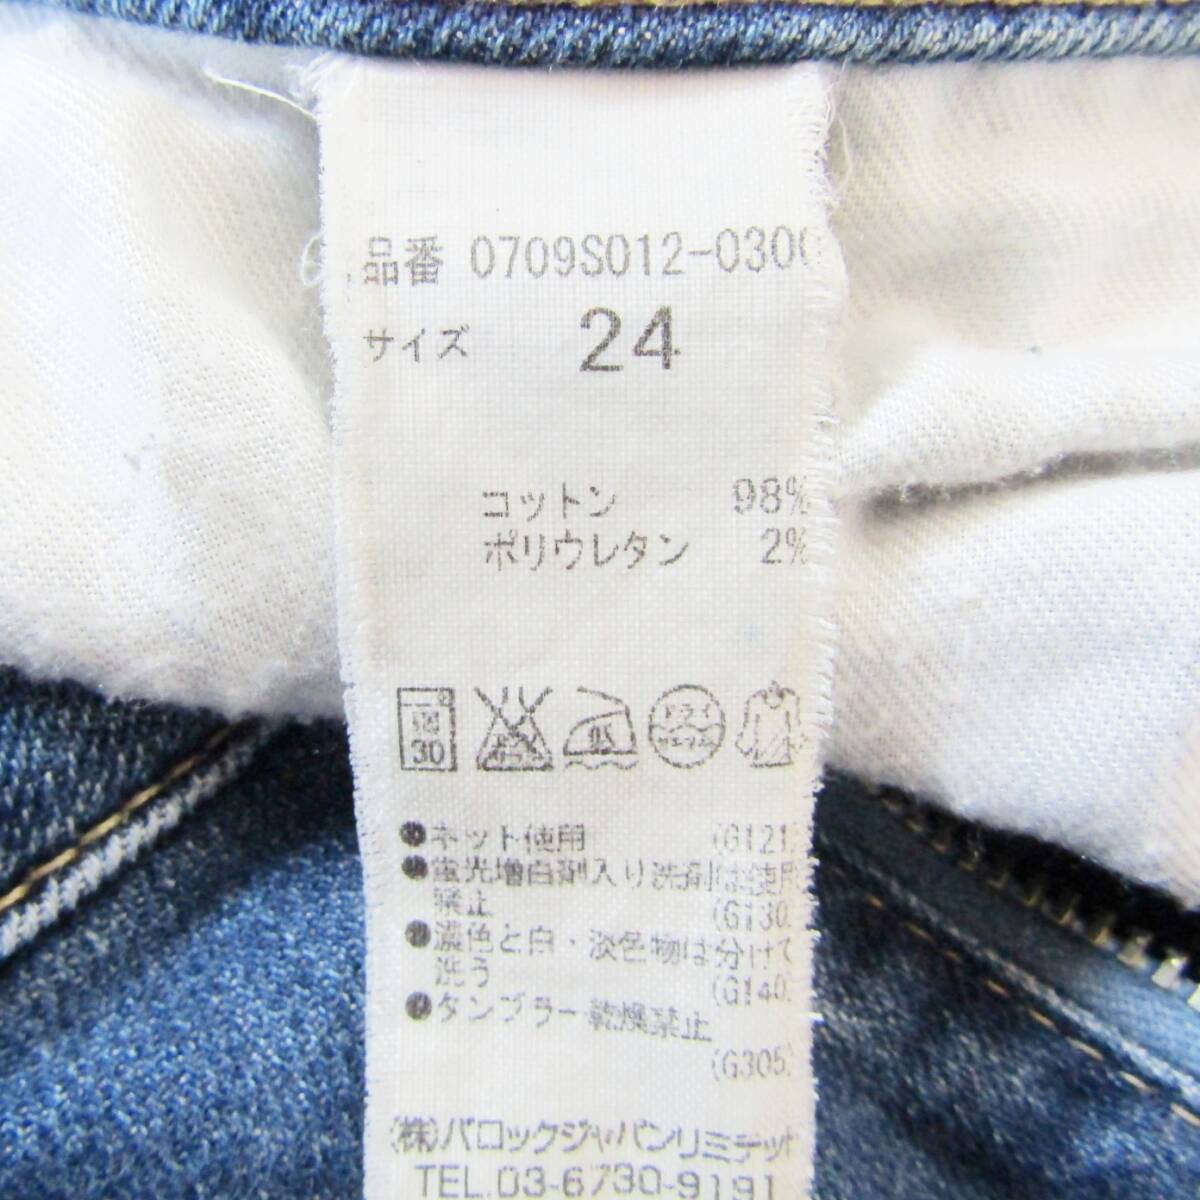 品番 0709S012-0300
サイズ 24
コットン 98%
ポリウレタン 2%
30
●ネット使用 (G121)
●蛍光増白剤入り洗剤は使用
禁止 (G130)
●濃色と白・淡色物は分けて
洗う (G140)
●タンブラー乾燥禁止
(G305)
(株)バロックジャパンリミテッド
TEL.03-6730-9191